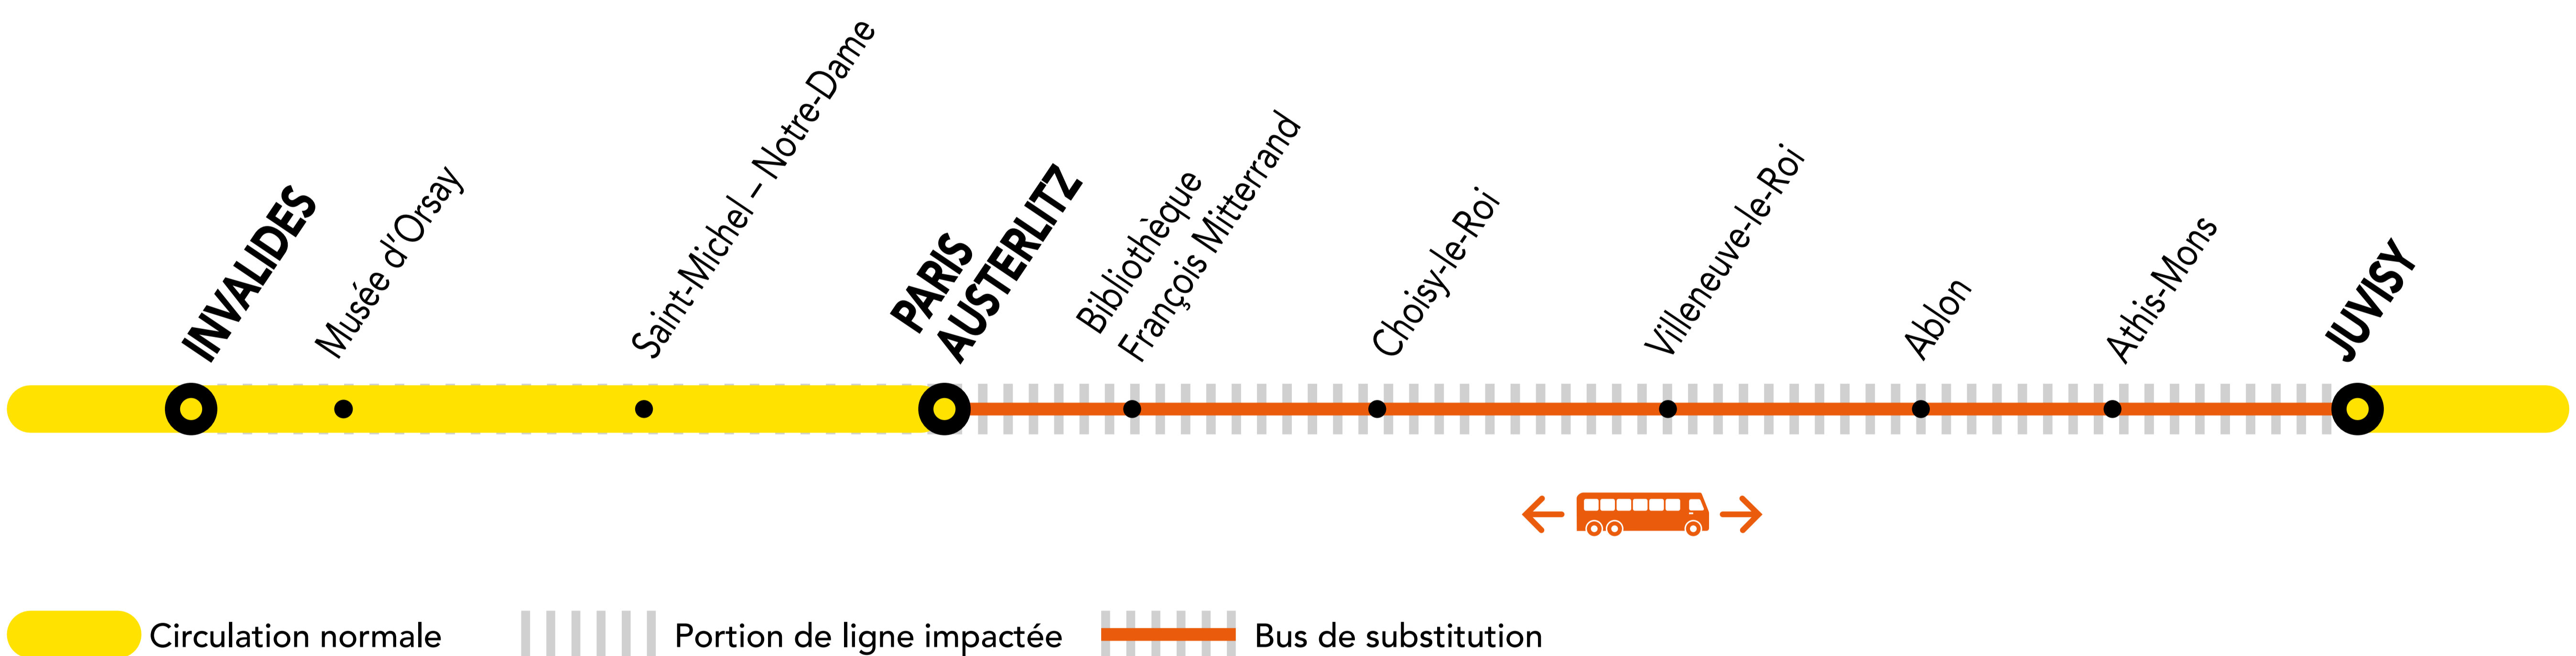 INVALIDES
Musée d'Orsay
Saint-Michel – Notre-Dame
PARIS
AUSTERLITZ
Bibliothèque
François Mitterrand
Choisy-le-Roi
Villeneuve-le-Roi
Ablon
Athis-Mons
JUVISY
Circulation normale
Portion de ligne impactée
Bus de substitution